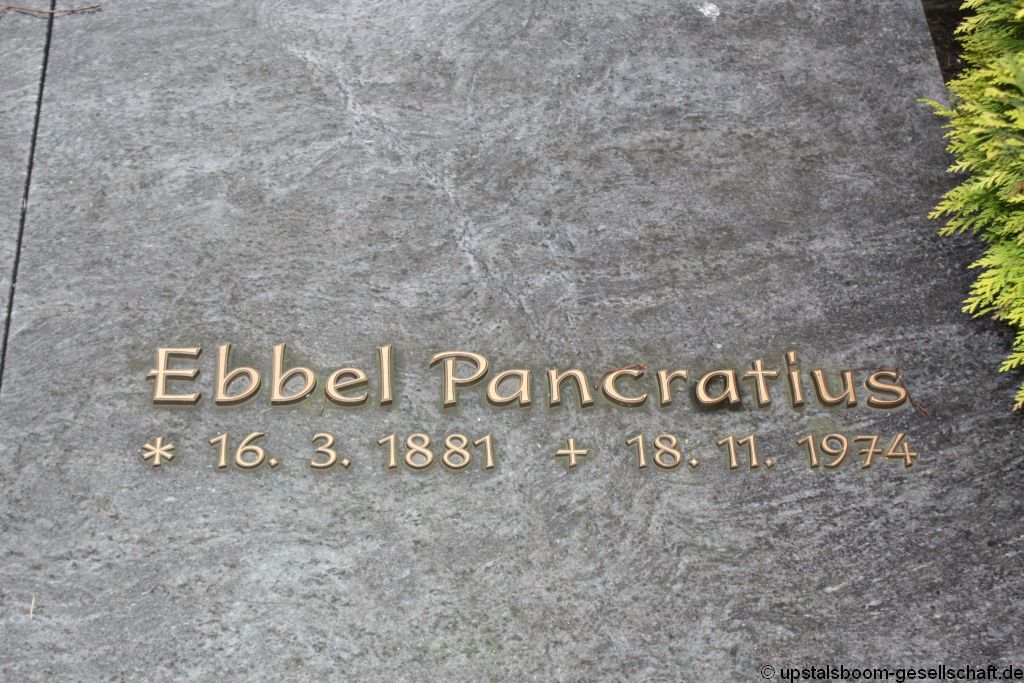 Ebbel Pancratius
* 16. 3. 1881 + 18. 11. 1974
© upstalsboom-gesellschaft.de